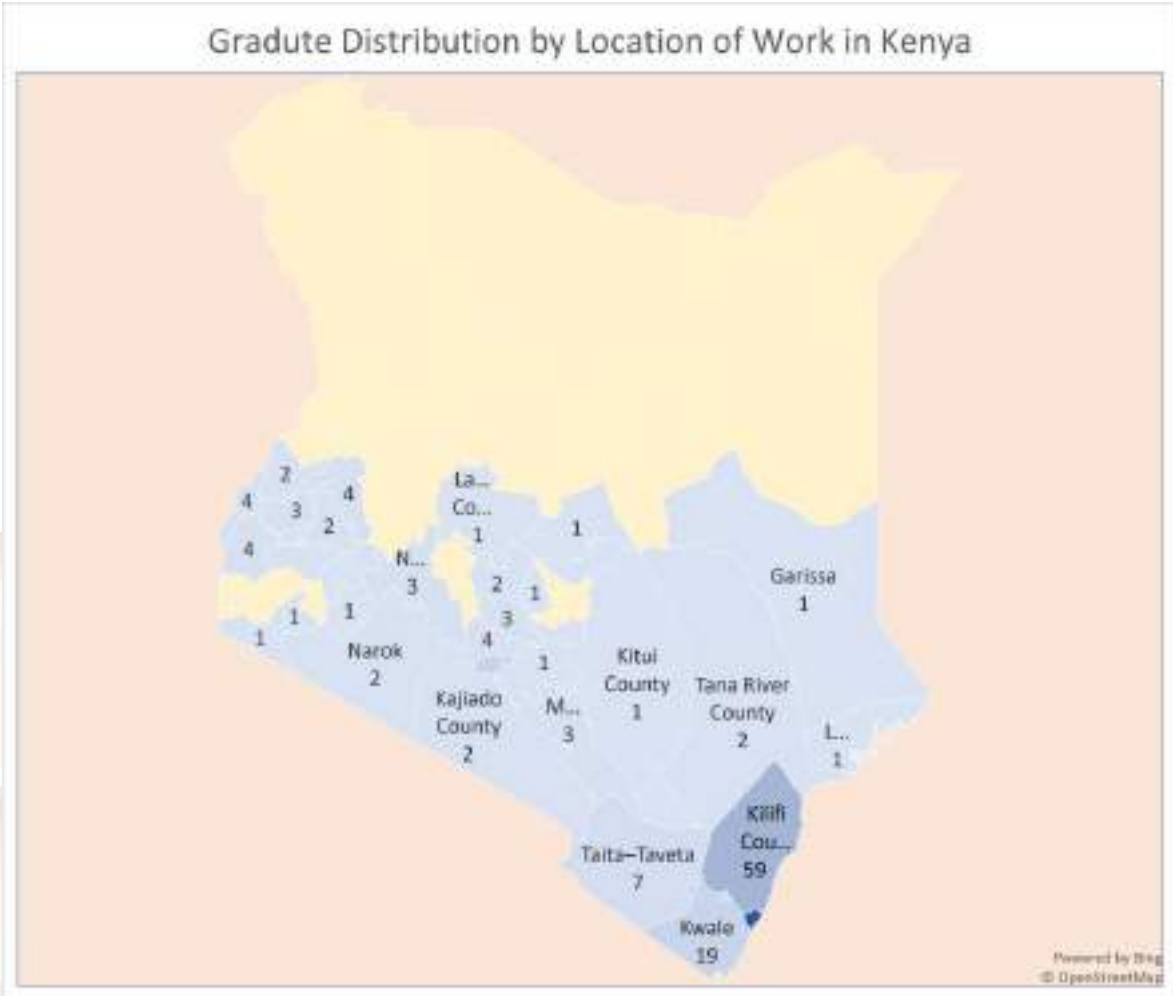 Gradute Distribution by Location of Work in Kenya
2
4
3
4
2
4
La...
Co...
1
1
N...
3
2
1
3
4
1
1
1
Narok
2
Kajiado
County
2
1
M...
3
Kitui
County
1
Tana River
County
2
Garissa
1
L...
1
Kilifi
Cou...
59
Taita–Taveta
7
Kwale
19
Powered by Bing
© OpenStreetMap